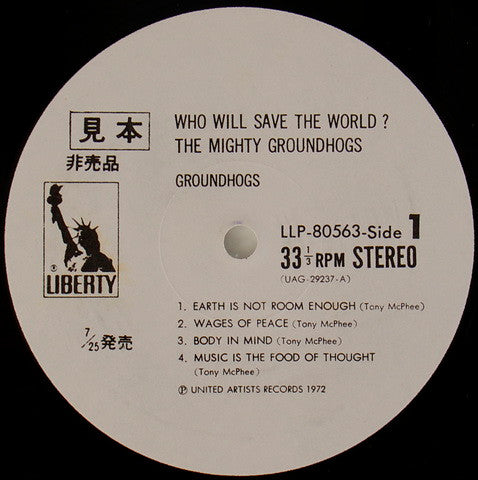 見本
非売品
WHO WILL SAVE THE WORLD?
THE MIGHTY GROUNDHOGS
GROUNDHOGS
LLP-80563-Side 1
33 1/3 RPM STEREO
(UAG 29237-A)
®
LIBERTY
7/25発売
1. EARTH IS NOT ROOM ENOUGH (Tony McPhee)
2. WAGES OF PEACE (Tony McPhee)
3. BODY IN MIND (Tony McPhee)
4. MUSIC IS THE FOOD OF THOUGHT
(Tony McPhee)
Ⓟ UNITED ARTISTS RECORDS 1972